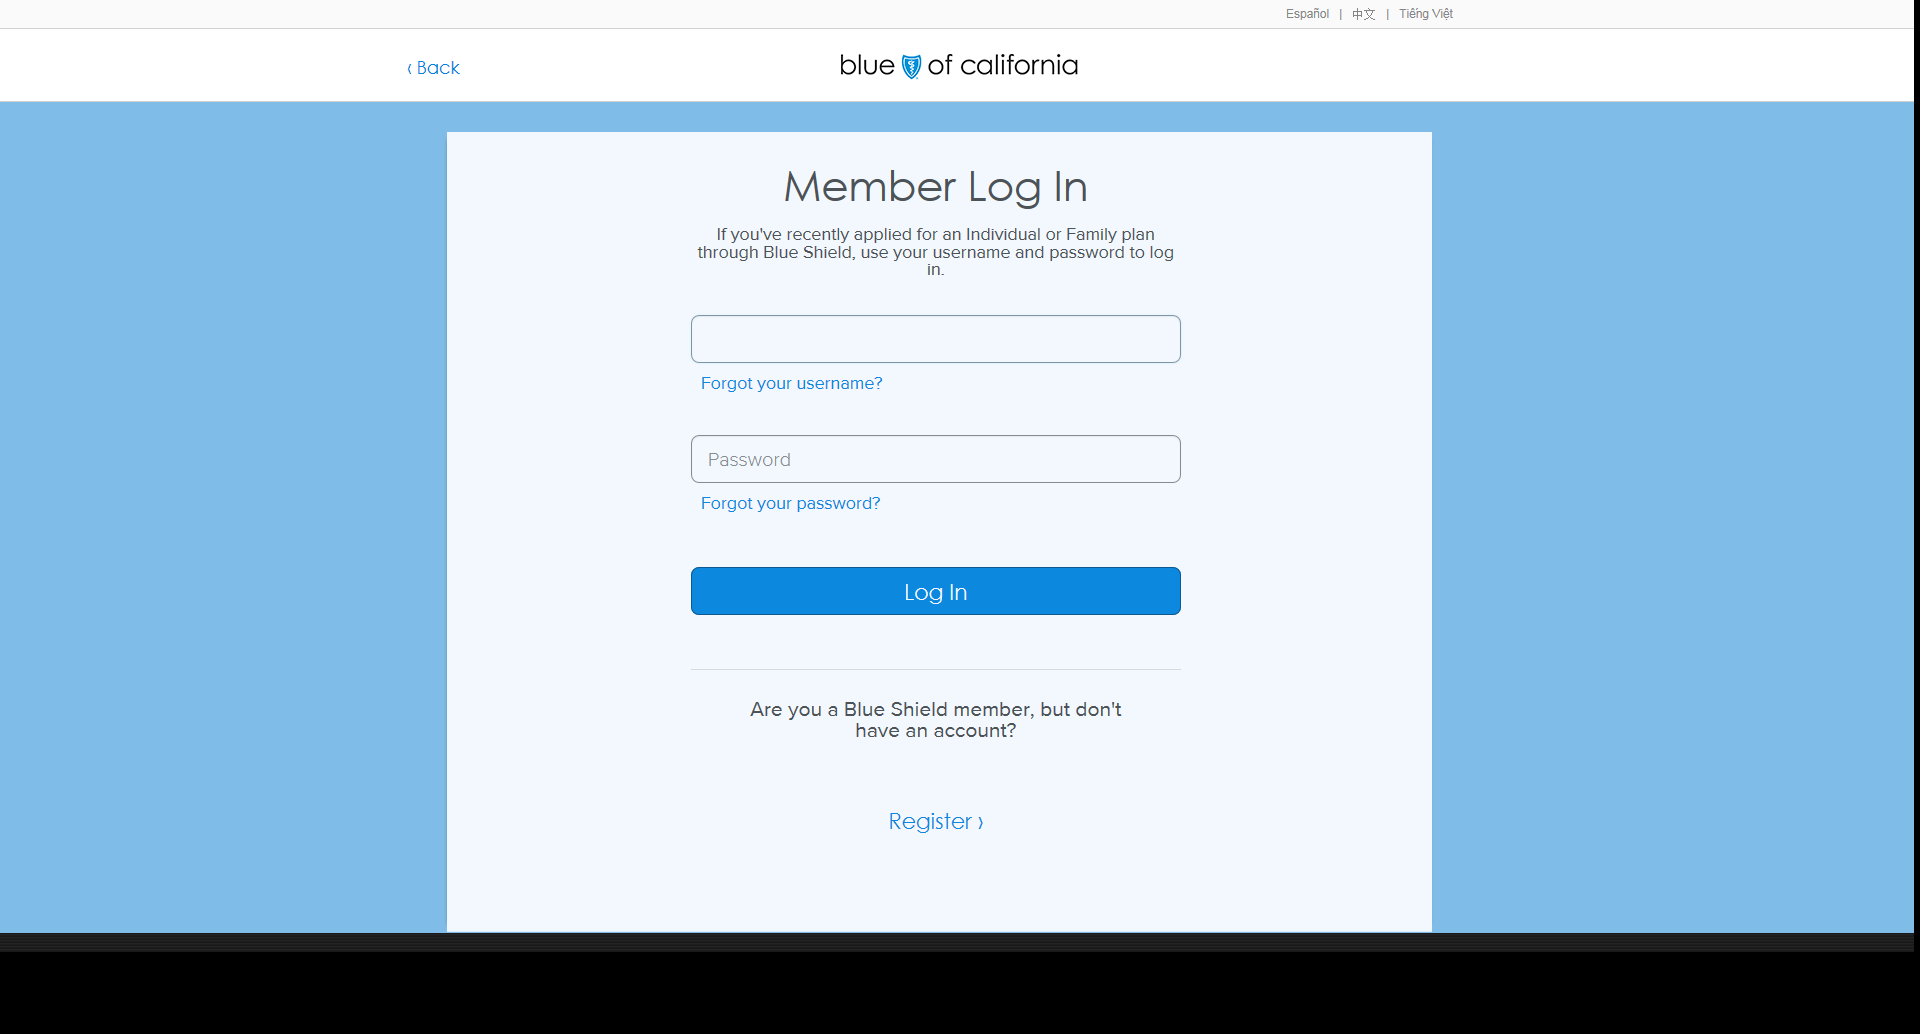 Español | 中文 | Tiếng Việt
‹ Back
blue of california
Member Log In
If you've recently applied for an Individual or Family plan
through Blue Shield, use your username and password to log
in.
Forgot your username?
Password
Forgot your password?
Log In
Are you a Blue Shield member, but don't
have an account?
Register ›